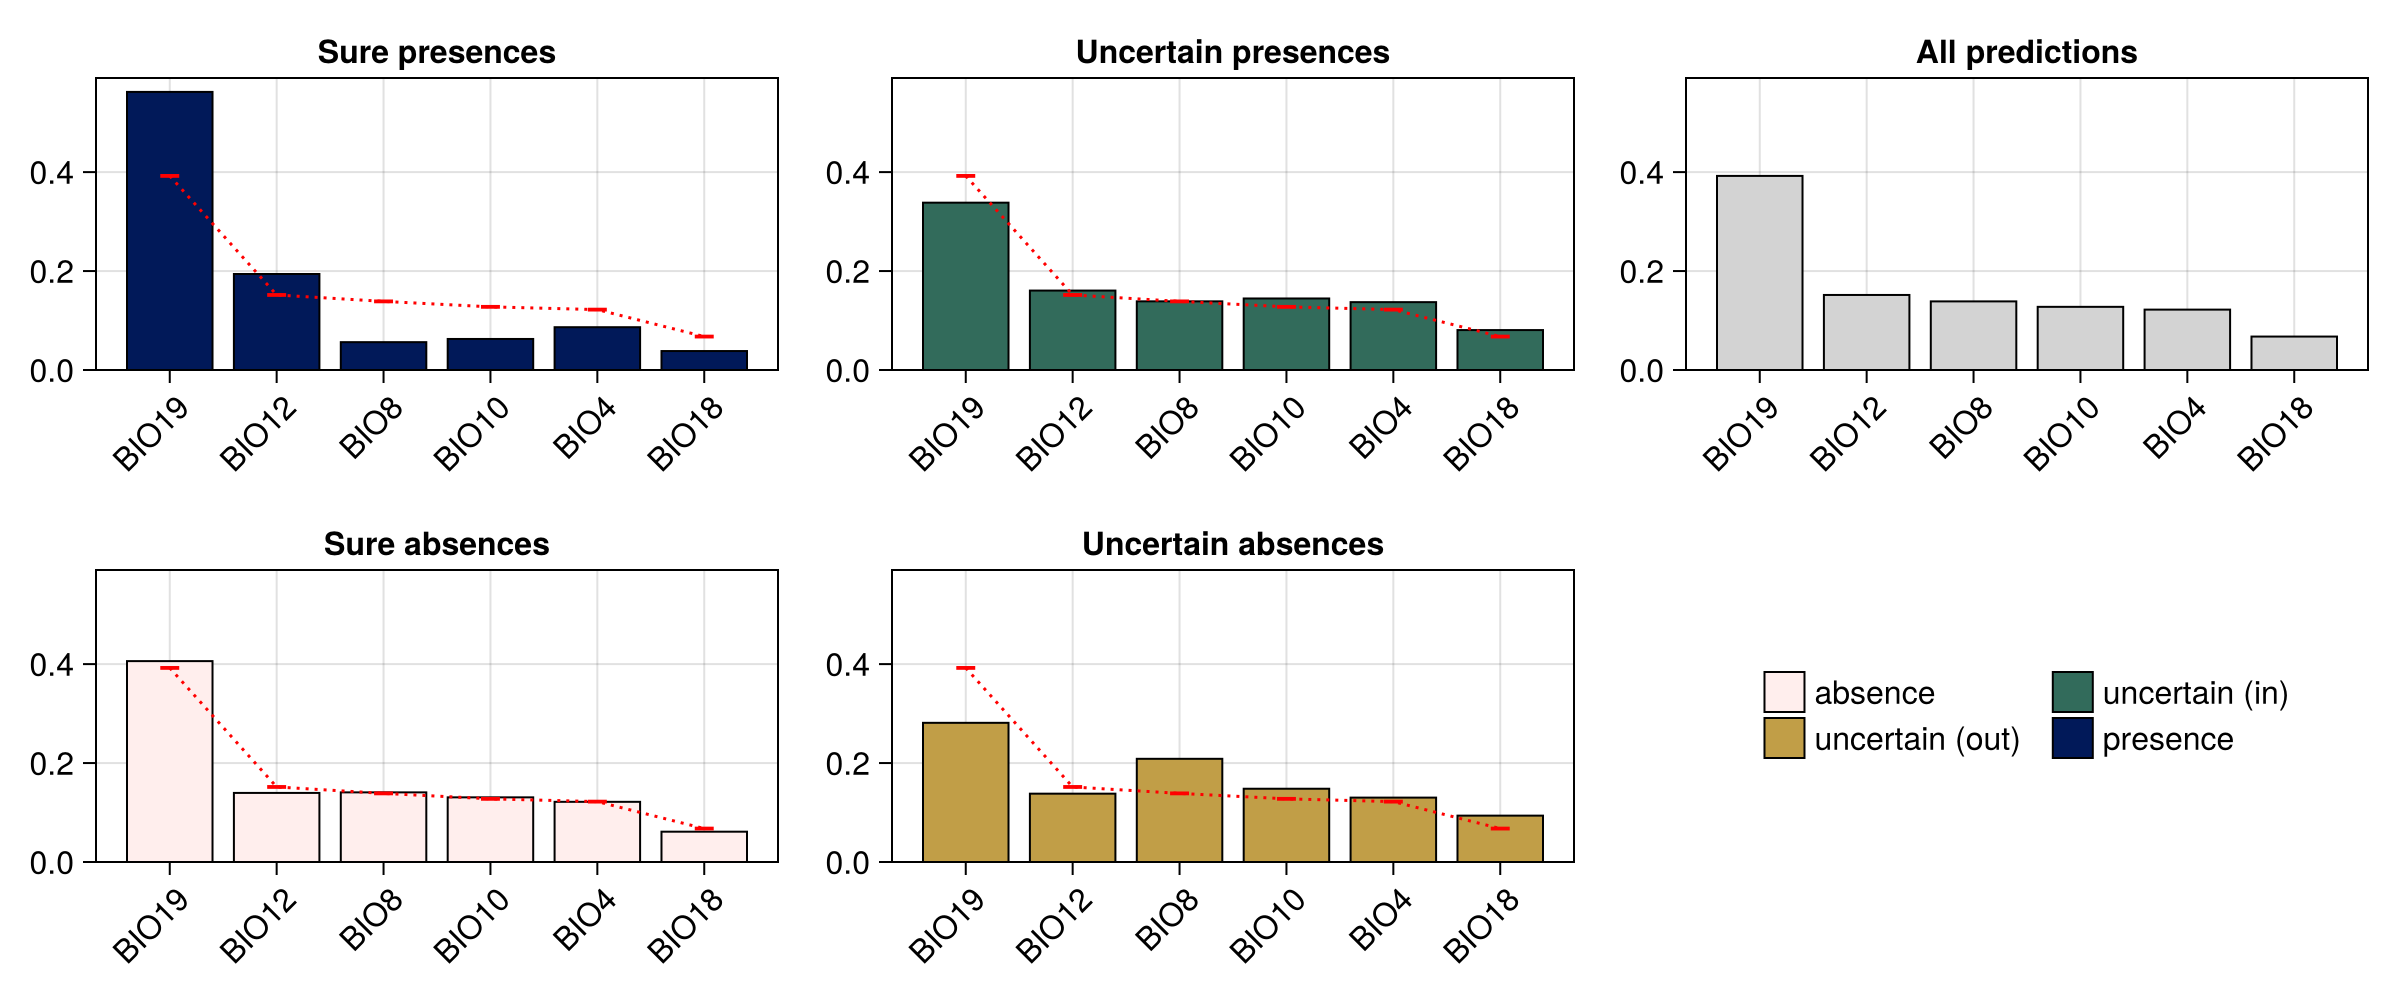 Sure presences
0.4
0.2
0.0
BIO19 BIO12 BIO8 BIO10 BIO4 BIO18
Uncertain presences
0.4
0.2
0.0
BIO19 BIO12 BIO8 BIO10 BIO4 BIO18
All predictions
0.4
0.2
0.0
BIO19 BIO12 BIO8 BIO10 BIO4 BIO18
Sure absences
0.4
0.2
0.0
BIO19 BIO12 BIO8 BIO10 BIO4 BIO18
Uncertain absences
0.4
0.2
0.0
BIO19 BIO12 BIO8 BIO10 BIO4 BIO18
absence uncertain (in)
uncertain (out) presence